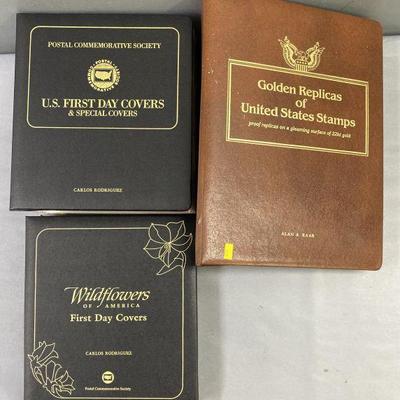 POSTAL COMMEMORATIVE SOCIETY
U.S. FIRST DAY COVERS
& SPECIAL COVERS
CARLOS RODRIGUEZ
Golden Replicas
of
United States Stamps
proof replicas on a gleaming surface of 22kt gold
ALAN A RAAB
Wildflowers
OF AMERICA
First Day Covers
CARLOS RODRIGUEZ
Postal Commemorative Society